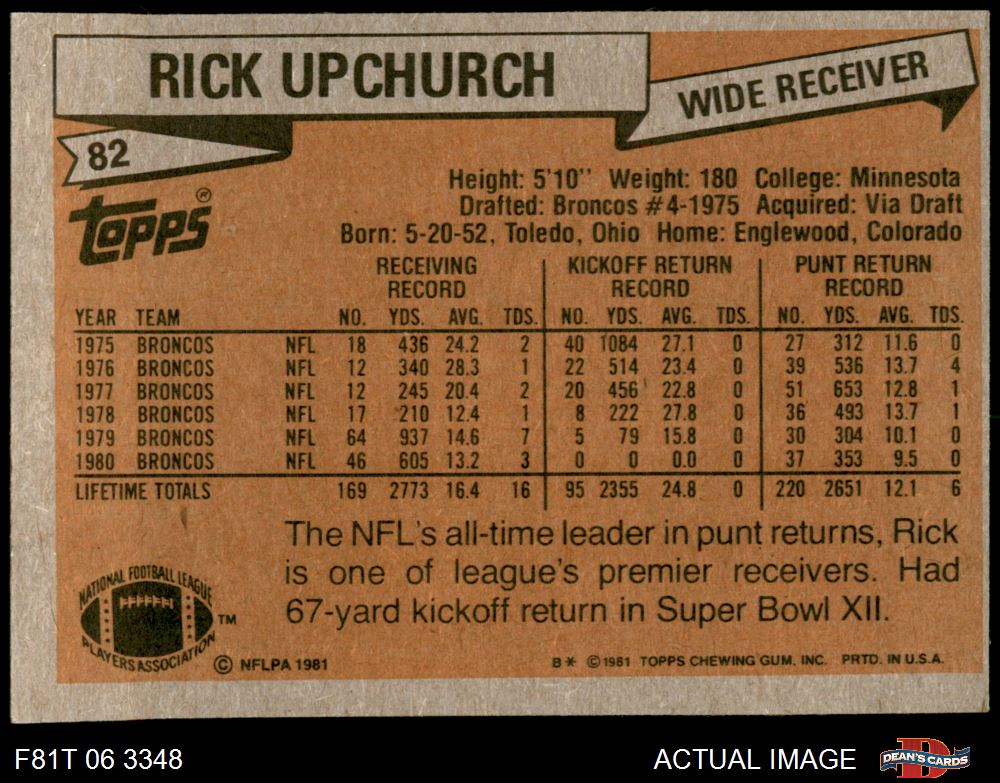 RICK UPCHURCH
WIDE RECEIVER
82
Topps®
Height: 5'10'' Weight: 180 College: Minnesota
Drafted: Broncos #4-1975 Acquired: Via Draft
Born: 5-20-52, Toledo, Ohio Home: Englewood, Colorado
RECEIVING RECORD KICKOFF RETURN RECORD PUNT RETURN RECORD
YEAR TEAM NO. YDS. AVG. TDS. NO. YDS. AVG. TDS. NO. YDS. AVG. TDS.
1975 BRONCOS NFL 18 436 24.2 2 40 1084 27.1 0 27 312 11.6 0
1976 BRONCOS NFL 12 340 28.3 1 22 514 23.4 0 39 536 13.7 4
1977 BRONCOS NFL 12 245 20.4 2 20 456 22.8 0 51 653 12.8 1
1978 BRONCOS NFL 17 210 12.4 1 8 222 27.8 0 36 493 13.7 1
1979 BRONCOS NFL 64 937 14.6 7 5 79 15.8 0 30 304 10.1 0
1980 BRONCOS NFL 46 605 13.2 3 0 0 0.0 0 37 353 9.5 0
LIFETIME TOTALS 169 2773 16.4 16 95 2355 24.8 0 220 2651 12.1 6
The NFL's all-time leader in punt returns, Rick
is one of league's premier receivers. Had
67-yard kickoff return in Super Bowl XII.
NATIONAL FOOTBALL LEAGUE
PLAYERS ASSOCIATION
TM
© NFLPA 1981
B* © 1981 TOPPS CHEWING GUM, INC. PRTD. IN U.S.A.
F81T 06 3348
ACTUAL IMAGE
DEAN'S CARDS